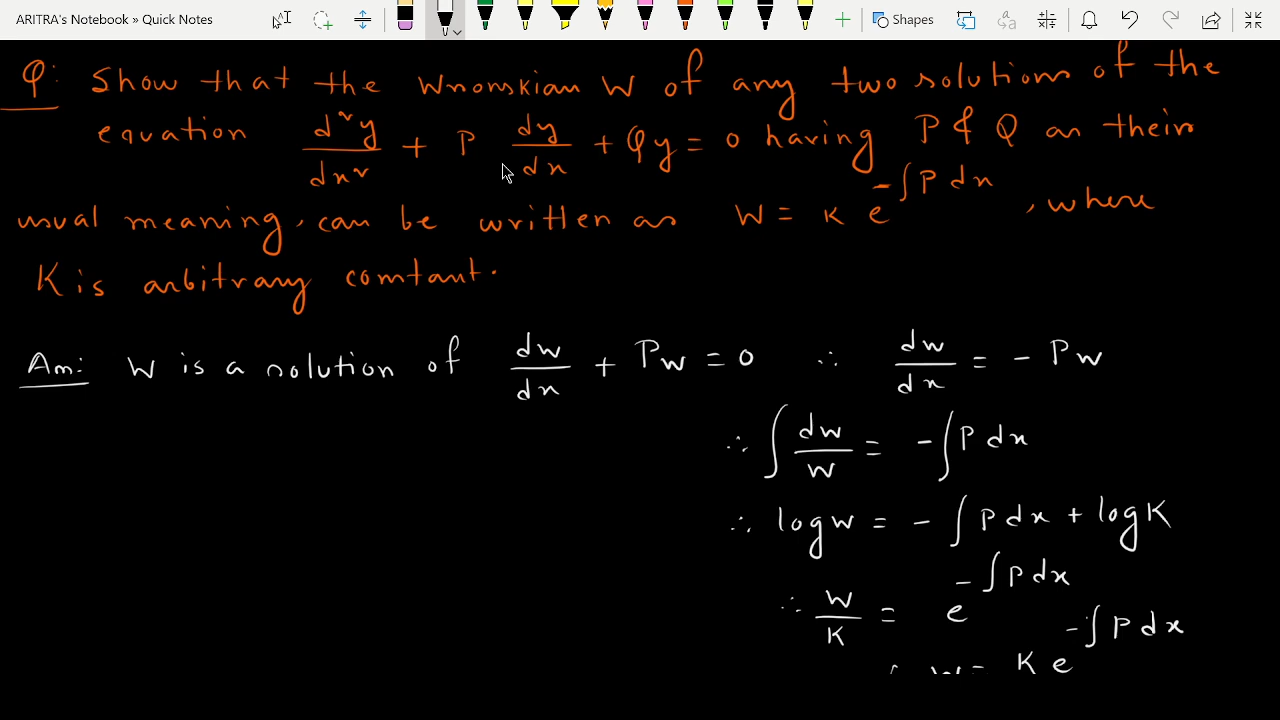 ARITRA's Notebook » Quick Notes
Shapes
Q: Show that the Wronskian W of any two solutions of the
equation d²y/dx² + P dy/dx + Qy = 0 having P & Q as their
usual meaning, can be written as W = K e^{-∫P dx}, where
K is arbitrary constant.
Ans: W is a solution of dw/dx + Pw = 0 ∴ dw/dx = - Pw
∴ ∫ dw/w = - ∫ P dx
∴ log w = - ∫ P dx + log K
∴ W/K = e^{-∫P dx}
∴ W = K e^{-∫P dx}